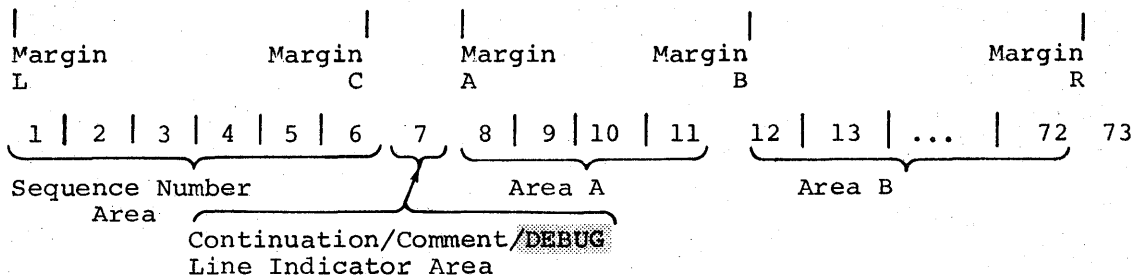 Margin Margin Margin Margin Margin
L C A B R
1 2 3 4 5 6 7 8 9 10 11 12 13 ... 72 73
Sequence Number Area A Area B
Area
Continuation/Comment/DEBUG
Line Indicator Area